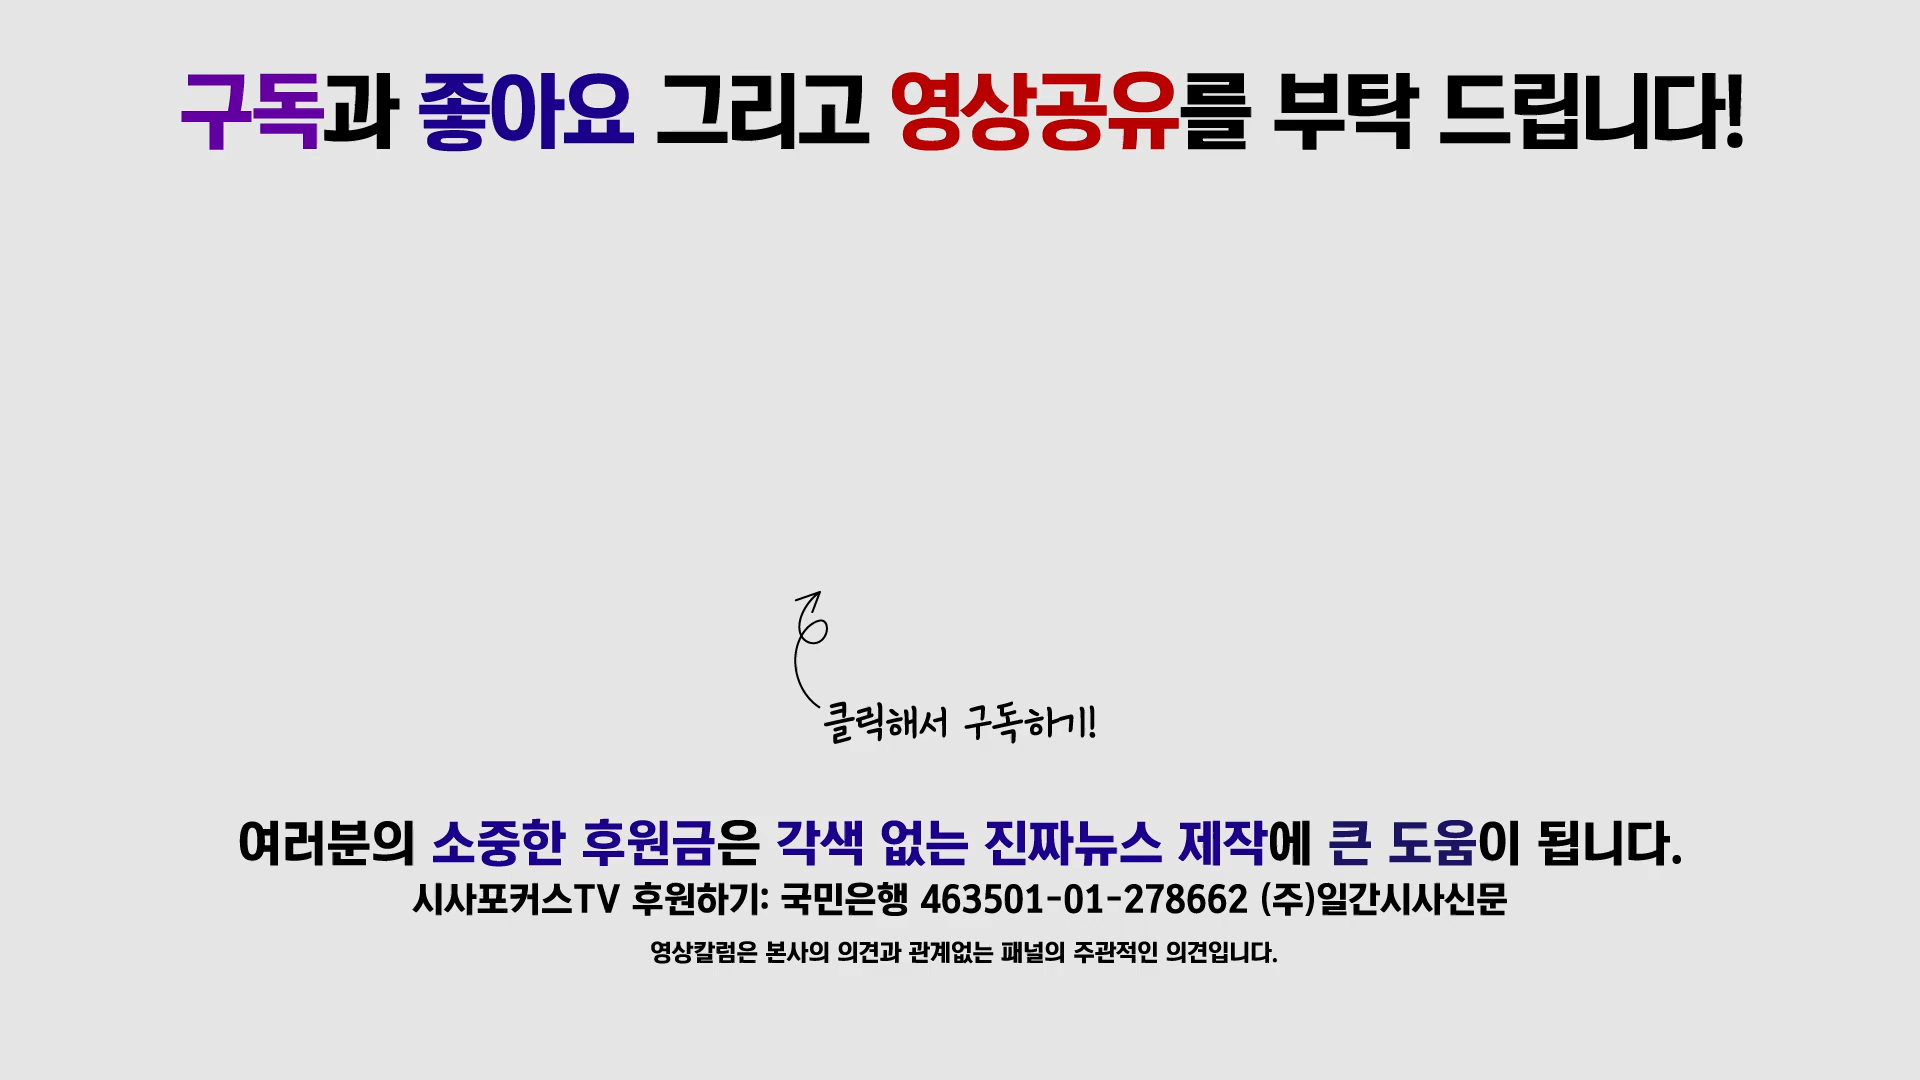 구독과 좋아요 그리고 영상공유를 부탁 드립니다!
클릭해서 구독하기!
여러분의 소중한 후원금은 각색 없는 진짜뉴스 제작에 큰 도움이 됩니다.
시사포커스TV 후원하기: 국민은행 463501-01-278662 (주)일간시사신문
영상칼럼은 본사의 의견과 관계없는 패널의 주관적인 의견입니다.